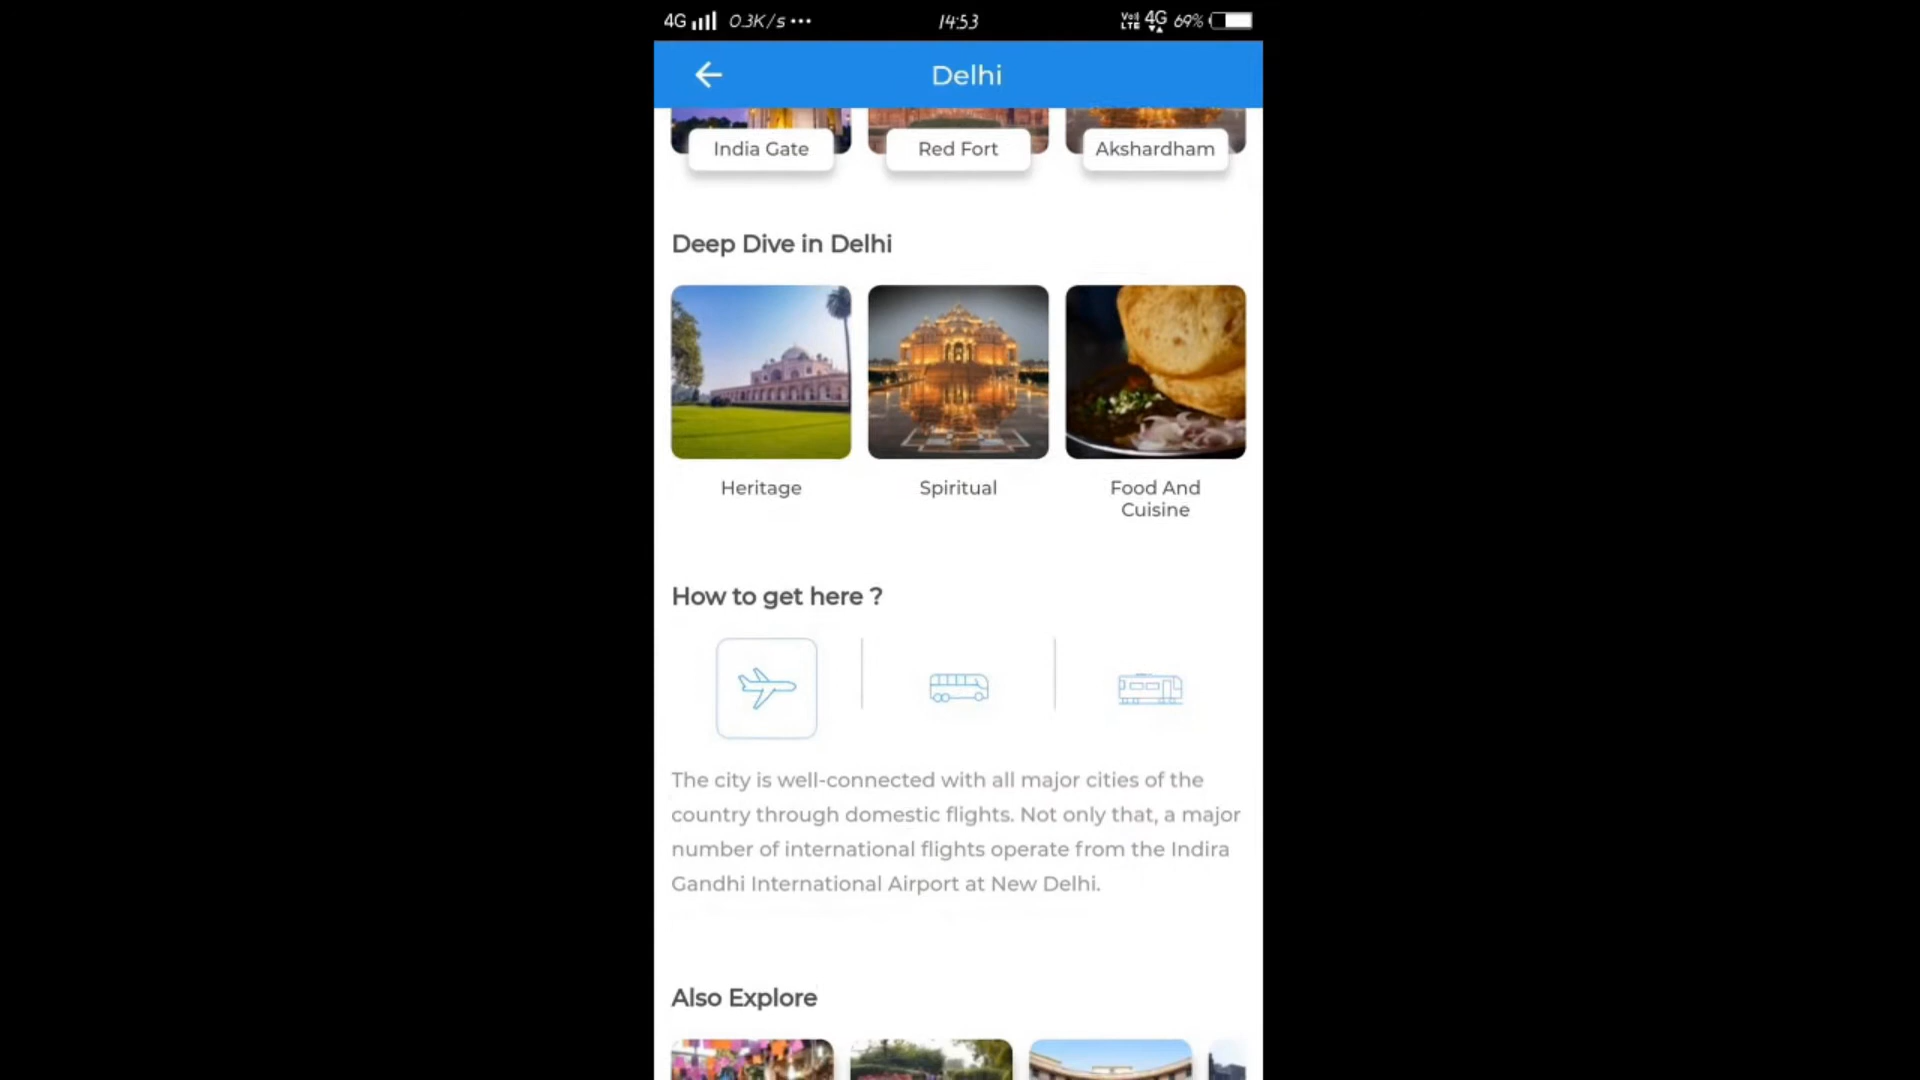 4G 0.3K/s ••• 14:53 Vo) LTE 4G 69%
Delhi
India Gate Red Fort Akshardham
Deep Dive in Delhi
Heritage Spiritual Food And
Cuisine
How to get here ?
The city is well-connected with all major cities of the
country through domestic flights. Not only that, a major
number of international flights operate from the Indira
Gandhi International Airport at New Delhi.
Also Explore